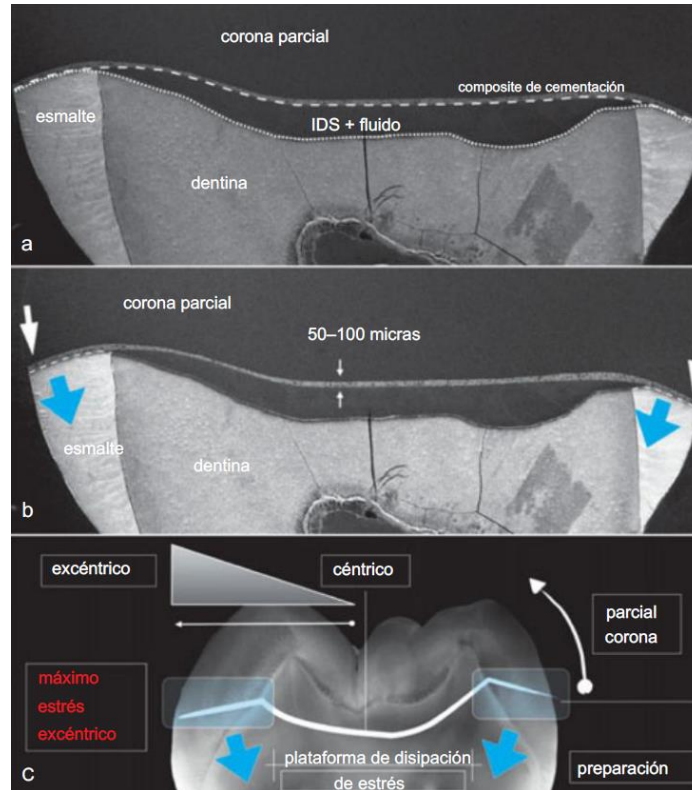 corona parcial
composite de cementación
esmalte
IDS + fluido
dentina
a
corona parcial
50–100 micras
esmalte
dentina
b
excéntrico
céntrico
parcial
corona
máximo
estrés
excéntrico
plataforma de disipación
de estrés
preparación
C